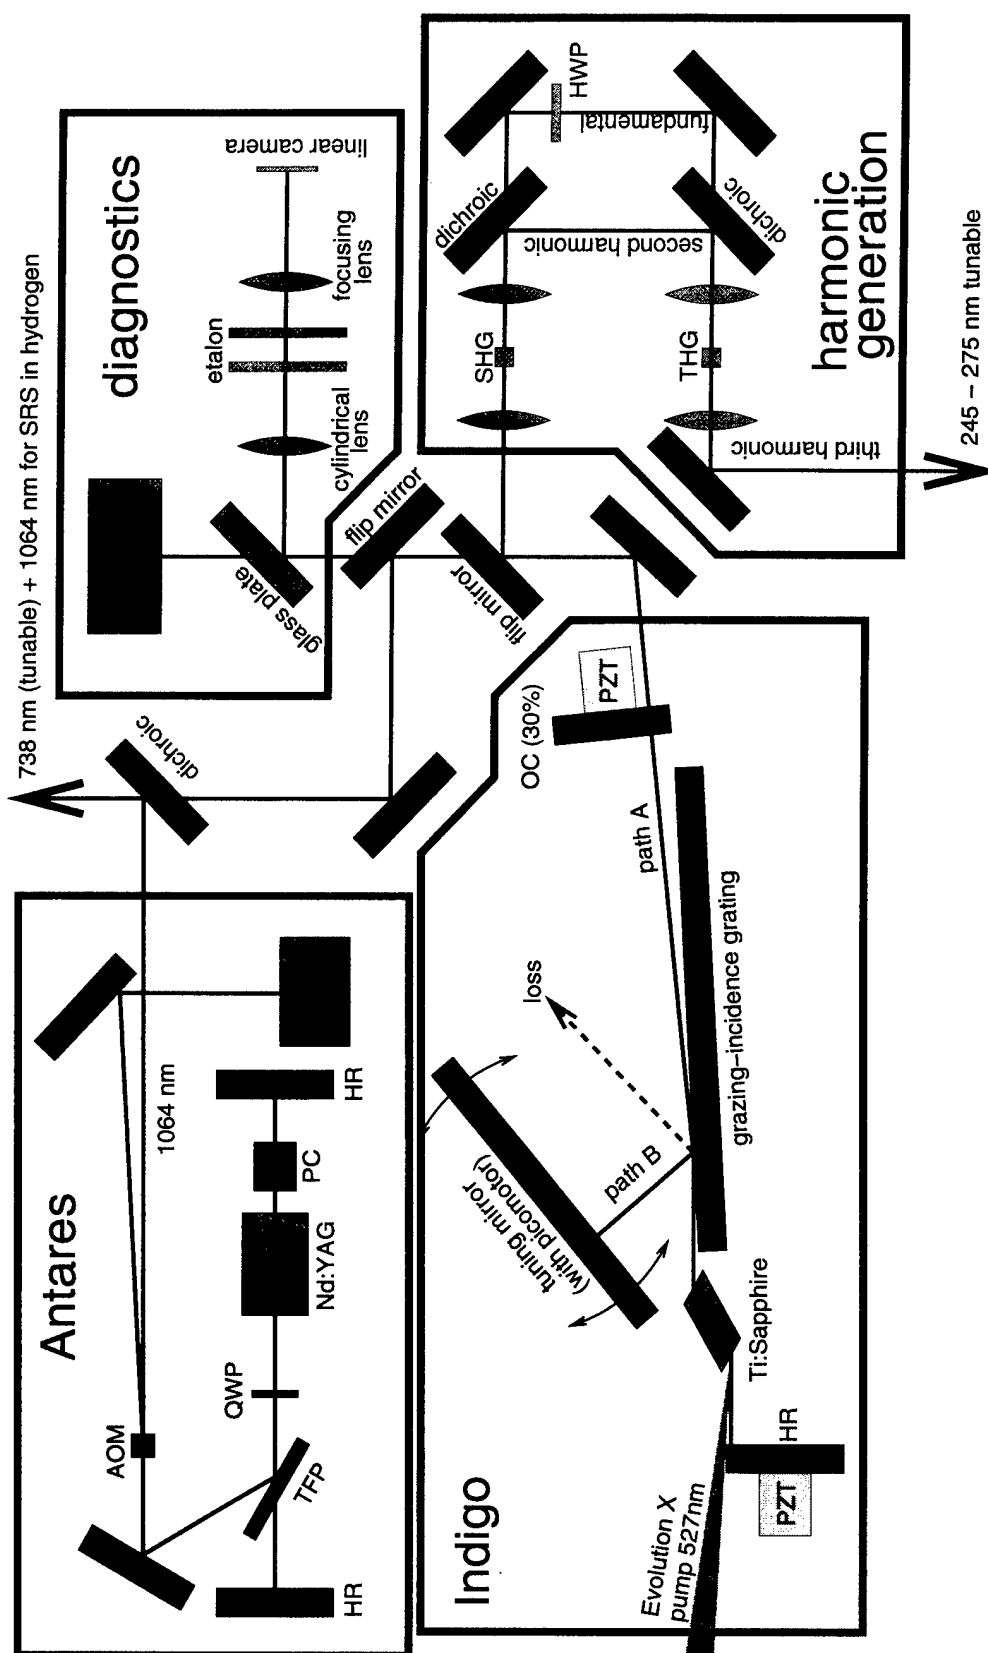 738 nm (tunable) + 1064 nm for SRS in hydrogen
Antares
AOM
1064 nm
QWP
TFP
Nd:YAG
PC
HR
HR
dichroic
diagnostics
glass plate
cylindrical
lens
etalon
focusing
lens
linear camera
flip mirror
flip mirror
Indigo
Evolution X
pump 527nm
PZT
HR
Ti:Sapphire
tuning mirror
(with picomotor)
path B
loss
grazing–incidence grating
path A
OC (30%)
PZT
harmonic
generation
SHG
THG
dichroic
dichroic
second harmonic
fundamental
HWP
third harmonic
245 – 275 nm tunable